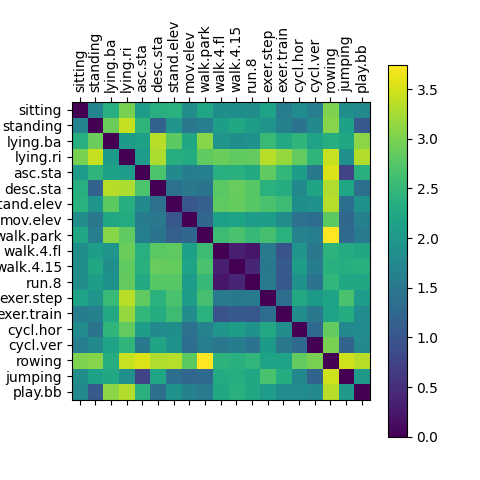 sitting
standing
lying.ba
lying.ri
asc.sta
desc.sta
stand.elev
mov.elev
walk.park
walk.4.fl
walk.4.15
run.8
exer.step
exer.train
cycl.hor
cycl.ver
rowing
jumping
play.bb
sitting
standing
lying.ba
lying.ri
asc.sta
desc.sta
tand.elev
mov.elev
walk.park
walk.4.fl
walk.4.15
run.8
exer.step
exer.train
cycl.hor
cycl.ver
rowing
jumping
play.bb
3.5
3.0
2.5
2.0
1.5
1.0
0.5
0.0